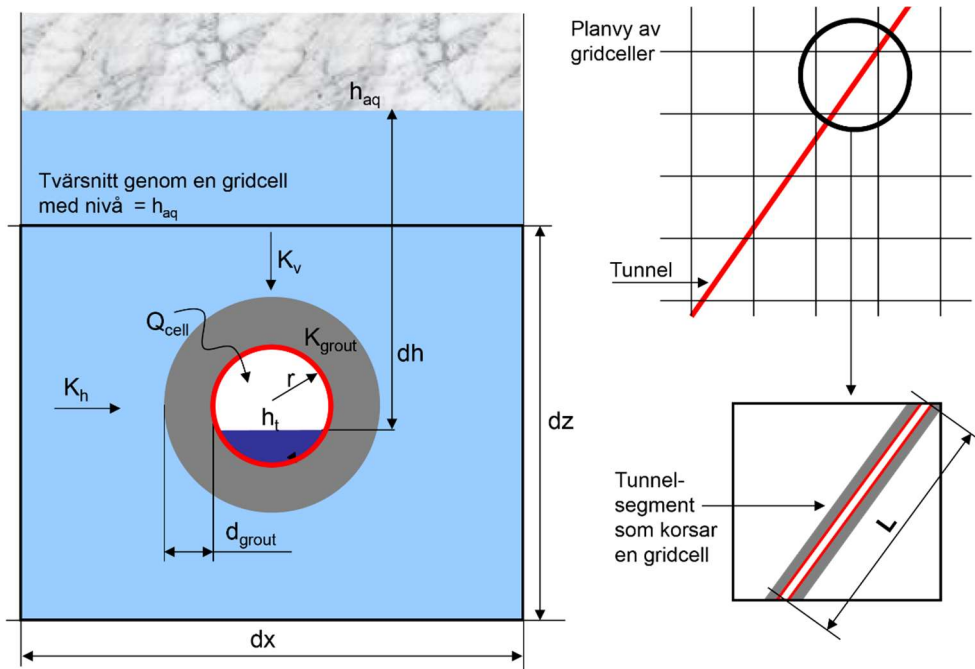 h_aq
Tvärsnitt genom en gridcell
med nivå = h_aq
K_v
Q_cell
K_grout
dh
r
K_h
h_t
dz
d_grout
dx
Planvy av
gridceller
Tunnel
Tunnel-
segment
som korsar
en gridcell
L